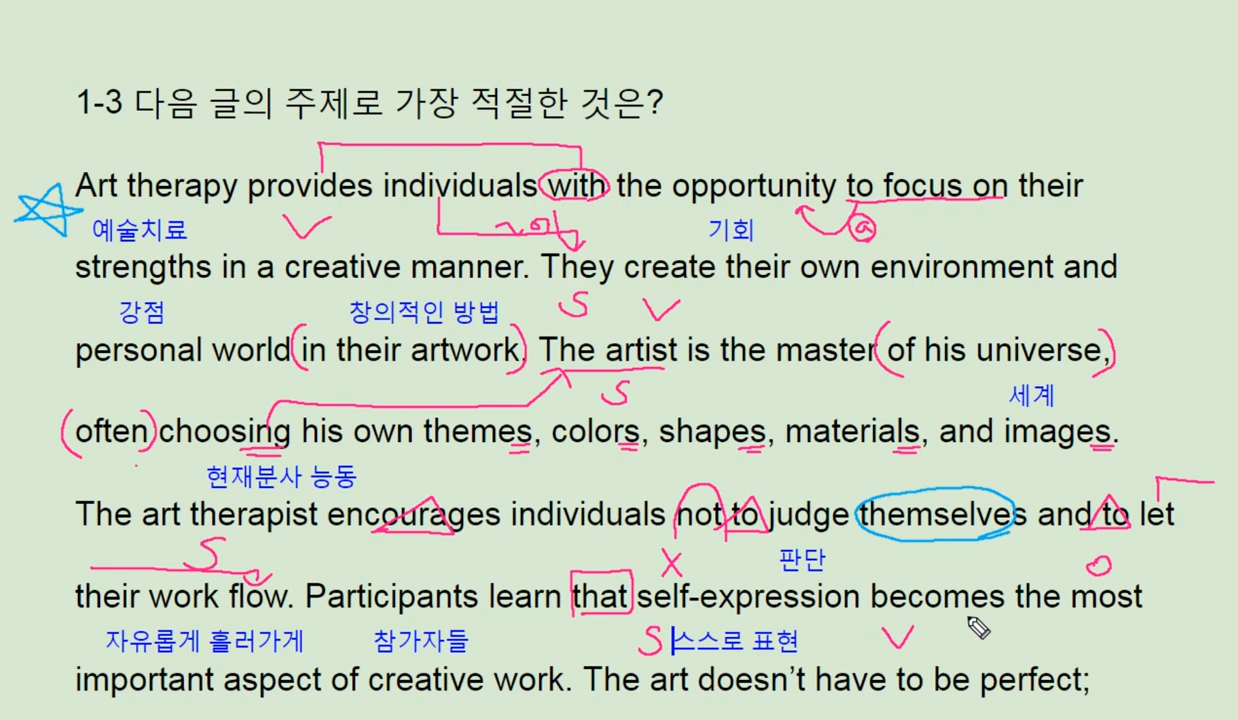 1-3 다음 글의 주제로 가장 적절한 것은?
Art therapy provides individuals with the opportunity to focus on their
예술치료 기회 ⓐ
strengths in a creative manner. They create their own environment and
강점 창의적인 방법 S V
personal world (in their artwork). The artist is the master (of his universe,)
S 세계
(often) choosing his own themes, colors, shapes, materials, and images.
현재분사 능동
The art therapist encourages individuals not to judge themselves and to let
S X 판단 O
their work flow. Participants learn that self-expression becomes the most
자유롭게 흘러가게 참가자들 S 스스로 표현 V
important aspect of creative work. The art doesn’t have to be perfect;